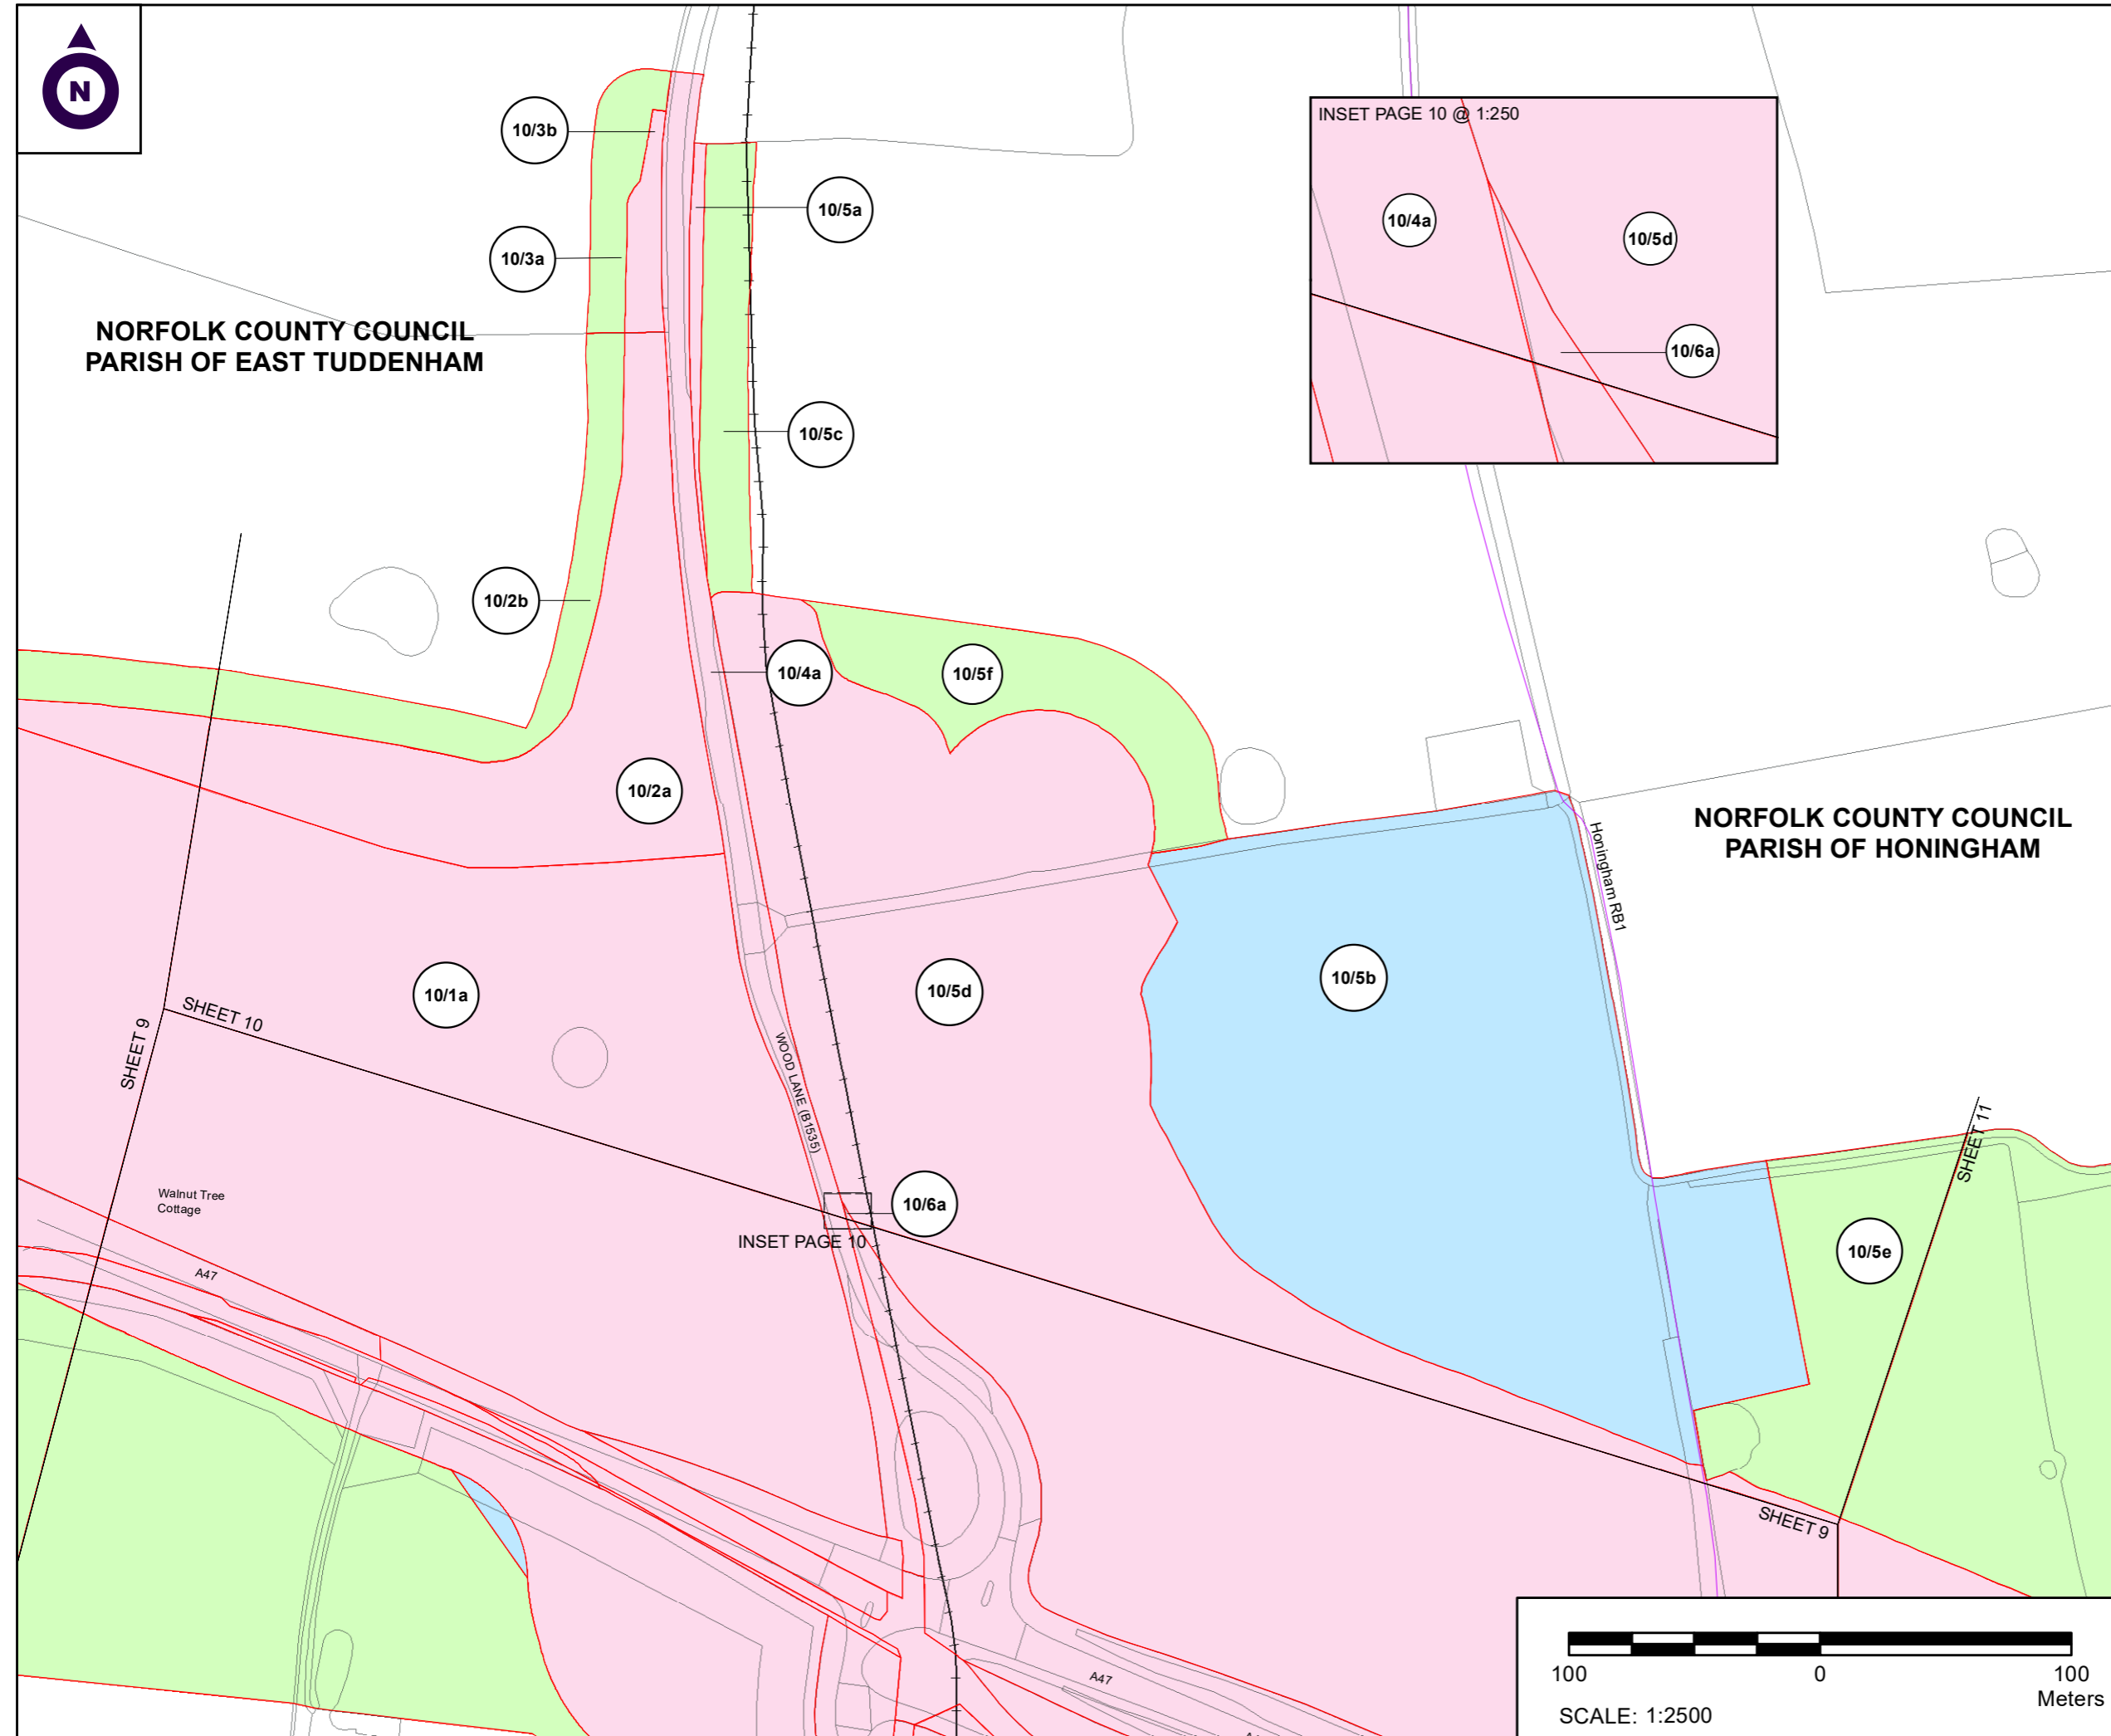 N
INSET PAGE 10 @ 1:250
10/3b
10/5a
10/4a
10/5d
10/3a
NORFOLK COUNTY COUNCIL
PARISH OF EAST TUDDENHAM
10/6a
10/5c
10/2b
10/4a
10/5f
10/2a
NORFOLK COUNTY COUNCIL
PARISH OF HONINGHAM
Honingham RB1
10/1a
10/5d
10/5b
SHEET 10
SHEET 9
WOOD LANE (B1535)
SHEET 11
Walnut Tree
Cottage
10/6a
INSET PAGE 10
10/5e
A47
SHEET 9
A47
100 0 100
Meters
SCALE: 1:2500